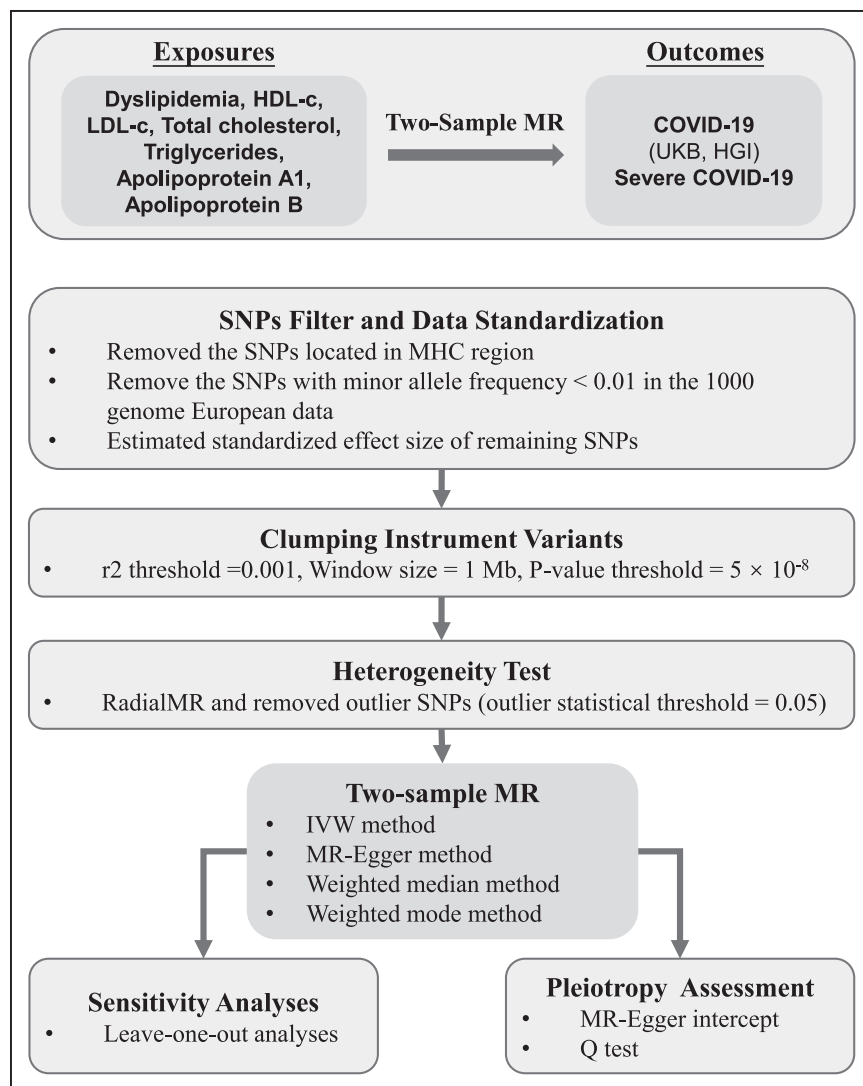 Exposures
Dyslipidemia, HDL-c,
LDL-c, Total cholesterol,
Triglycerides,
Apolipoprotein A1,
Apolipoprotein B
Two-Sample MR
Outcomes
COVID-19
(UKB, HGI)
Severe COVID-19
SNPs Filter and Data Standardization
• Removed the SNPs located in MHC region
• Remove the SNPs with minor allele frequency < 0.01 in the 1000
genome European data
• Estimated standardized effect size of remaining SNPs
Clumping Instrument Variants
• r2 threshold =0.001, Window size = 1 Mb, P-value threshold = 5 × 10⁻⁸
Heterogeneity Test
• RadialMR and removed outlier SNPs (outlier statistical threshold = 0.05)
Two-sample MR
• IVW method
• MR-Egger method
• Weighted median method
• Weighted mode method
Sensitivity Analyses
• Leave-one-out analyses
Pleiotropy Assessment
• MR-Egger intercept
• Q test